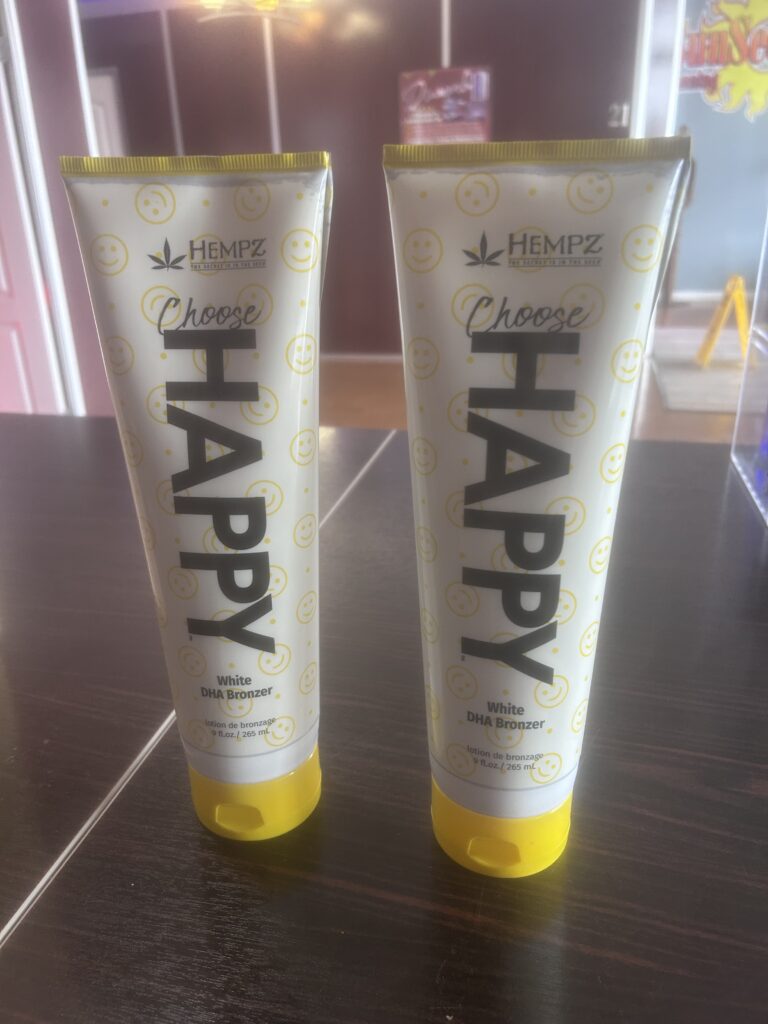 21
HEMPZ
THE SECRET IS IN THE SEED
Choose
HAPPY
White
DHA Bronzer
lotion de bronzage
9 fl.oz./ 265 mL
HEMPZ
THE SECRET IS IN THE SEED
Choose
HAPPY
White
DHA Bronzer
lotion de bronzage
9 fl.oz./ 265 mL